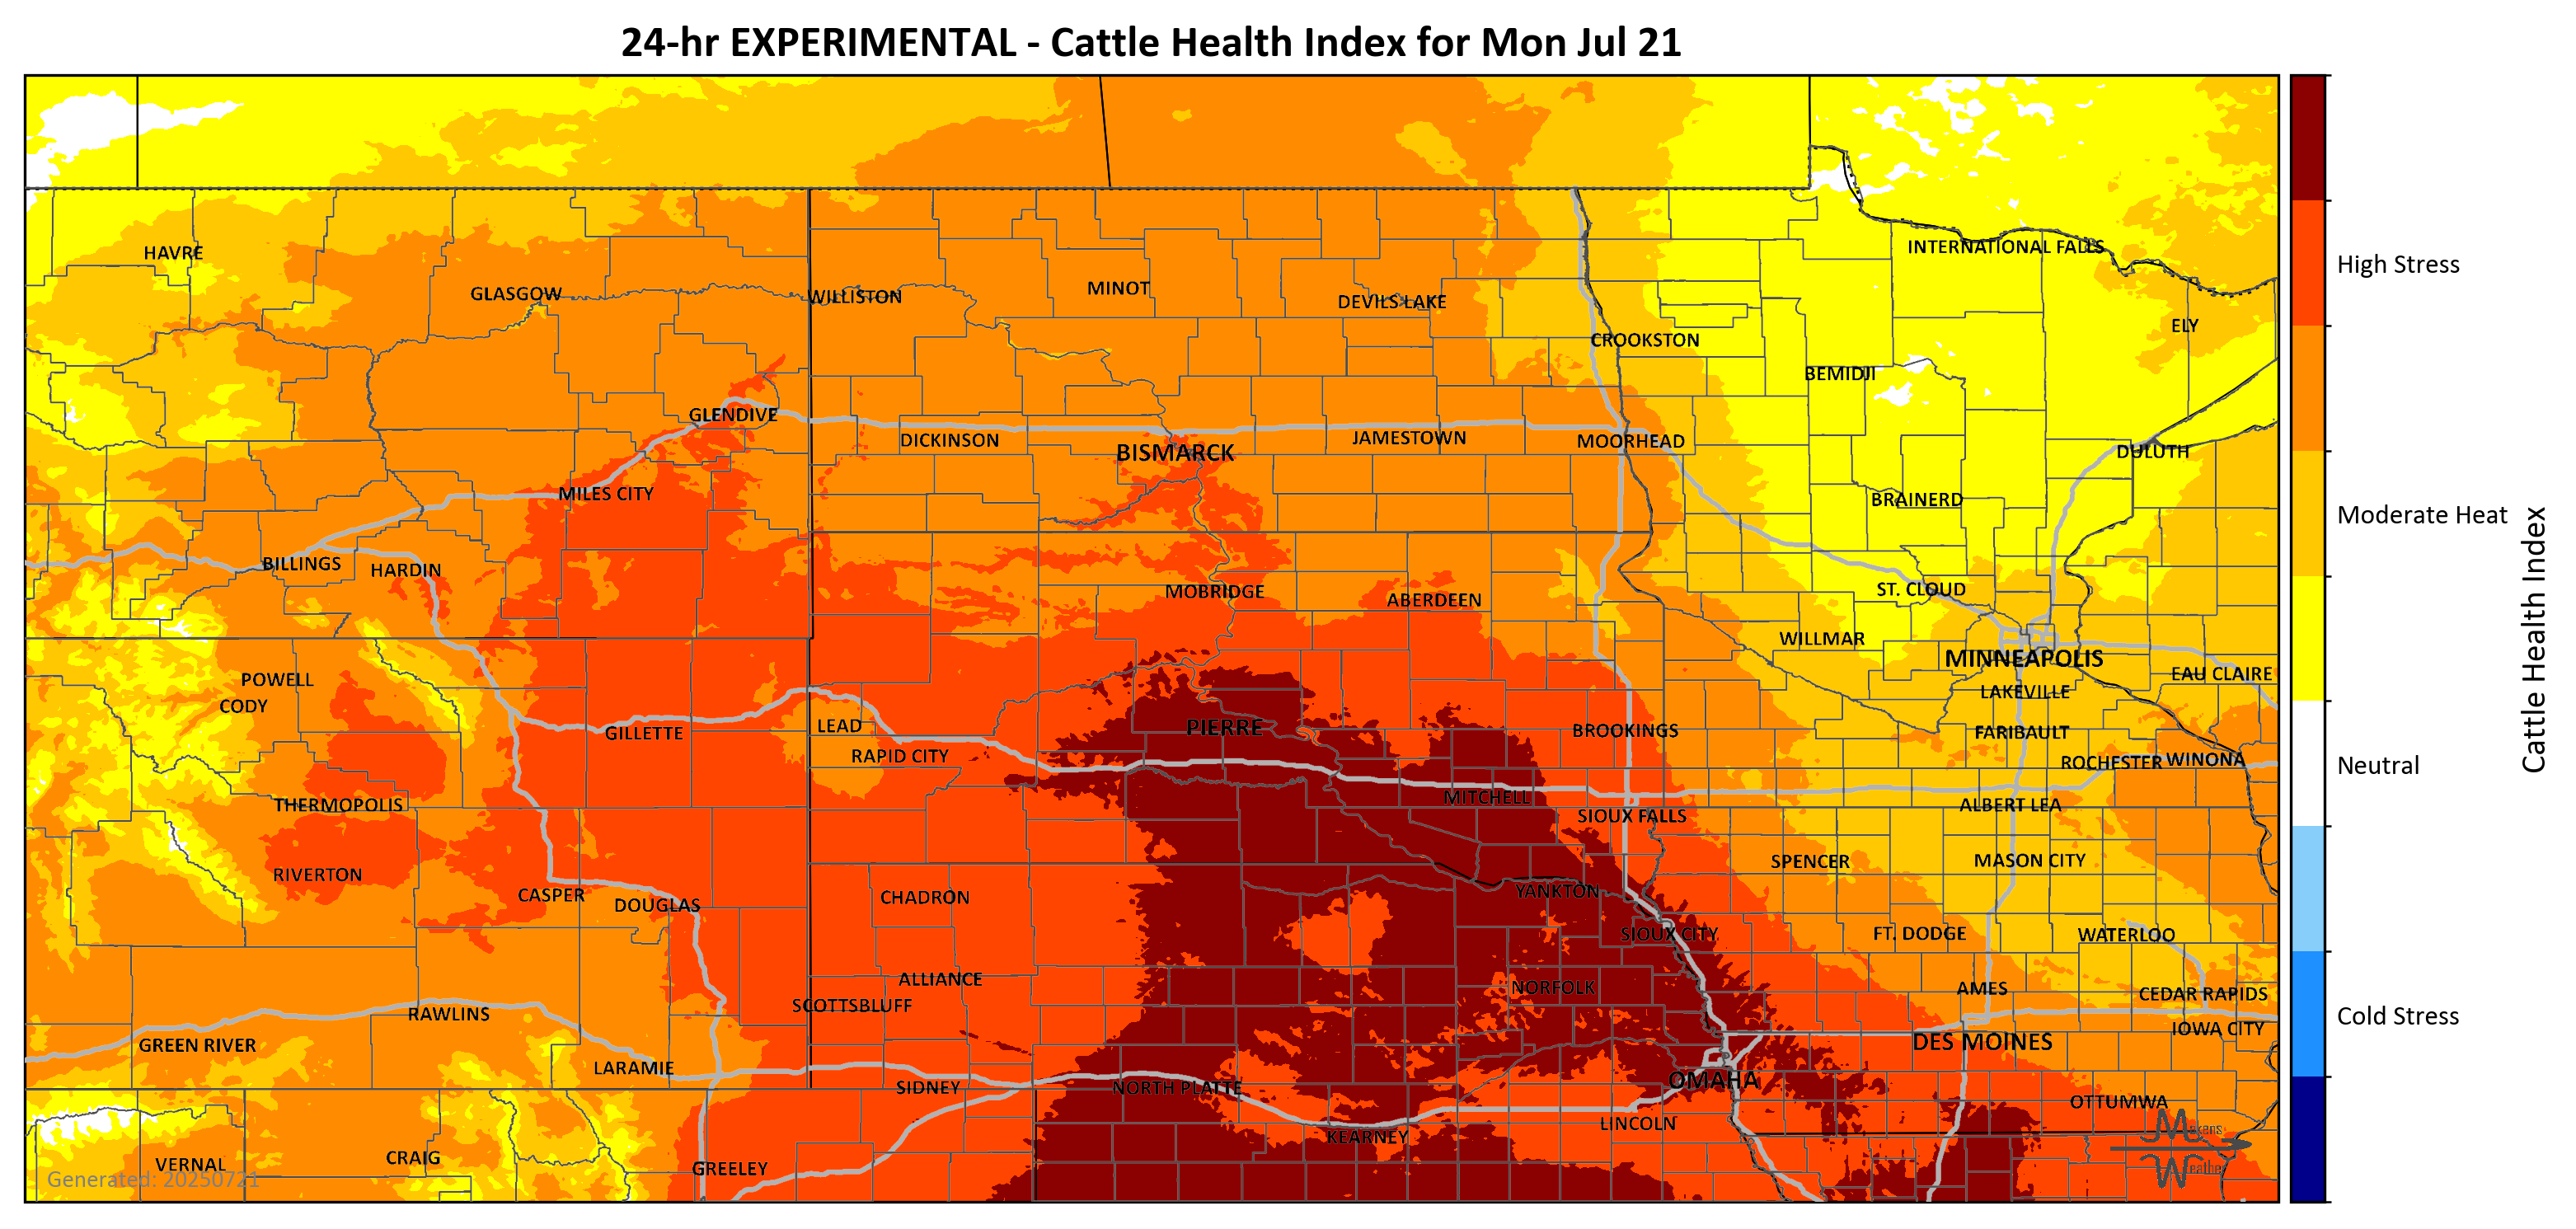 24-hr EXPERIMENTAL - Cattle Health Index for Mon Jul 21
HAVRE
INTERNATIONAL FALLS
GLASGOW
WILLISTON
MINOT
DEVILS LAKE
ELY
CROOKSTON
BEMIDJI
GLENDIVE
DICKINSON
BISMARCK
JAMESTOWN
MOORHEAD
DULUTH
MILES CITY
BRAINERD
BILLINGS
HARDIN
MOBRIDGE
ABERDEEN
ST. CLOUD
WILLMAR
MINNEAPOLIS
EAU CLAIRE
POWELL
CODY
LAKEVILLE
GILLETTE
LEAD
PIERRE
BROOKINGS
FARIBAULT
RAPID CITY
ROCHESTER
WINONA
THERMOPOLIS
MITCHELL
ALBERT LEA
SIOUX FALLS
RIVERTON
SPENCER
MASON CITY
CASPER
DOUGLAS
CHADRON
YANKTON
SIOUX CITY
FT. DODGE
WATERLOO
ALLIANCE
NORFOLK
AMES
CEDAR RAPIDS
SCOTTSBLUFF
RAWLINS
IOWA CITY
GREEN RIVER
DES MOINES
LARAMIE
SIDNEY
NORTH PLATTE
OMAHA
OTTUMWA
LINCOLN
KEARNEY
VERNAL
CRAIG
GREELEY
Generated: 20250721
Makens
Weather
High Stress
Moderate Heat
Neutral
Cold Stress
Cattle Health Index